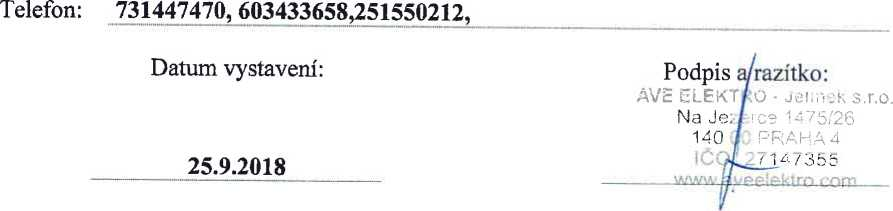 Telefon: 731447470, 603433658,251550212,
Datum vystavení:
25.9.2018
Podpis a razítko:
AVE ELEKTRO - Jelínek s.r.o.
Na Jezerce 1475/26
140 00 PRAHA 4
IČO 27147355
www.aveelektro.com